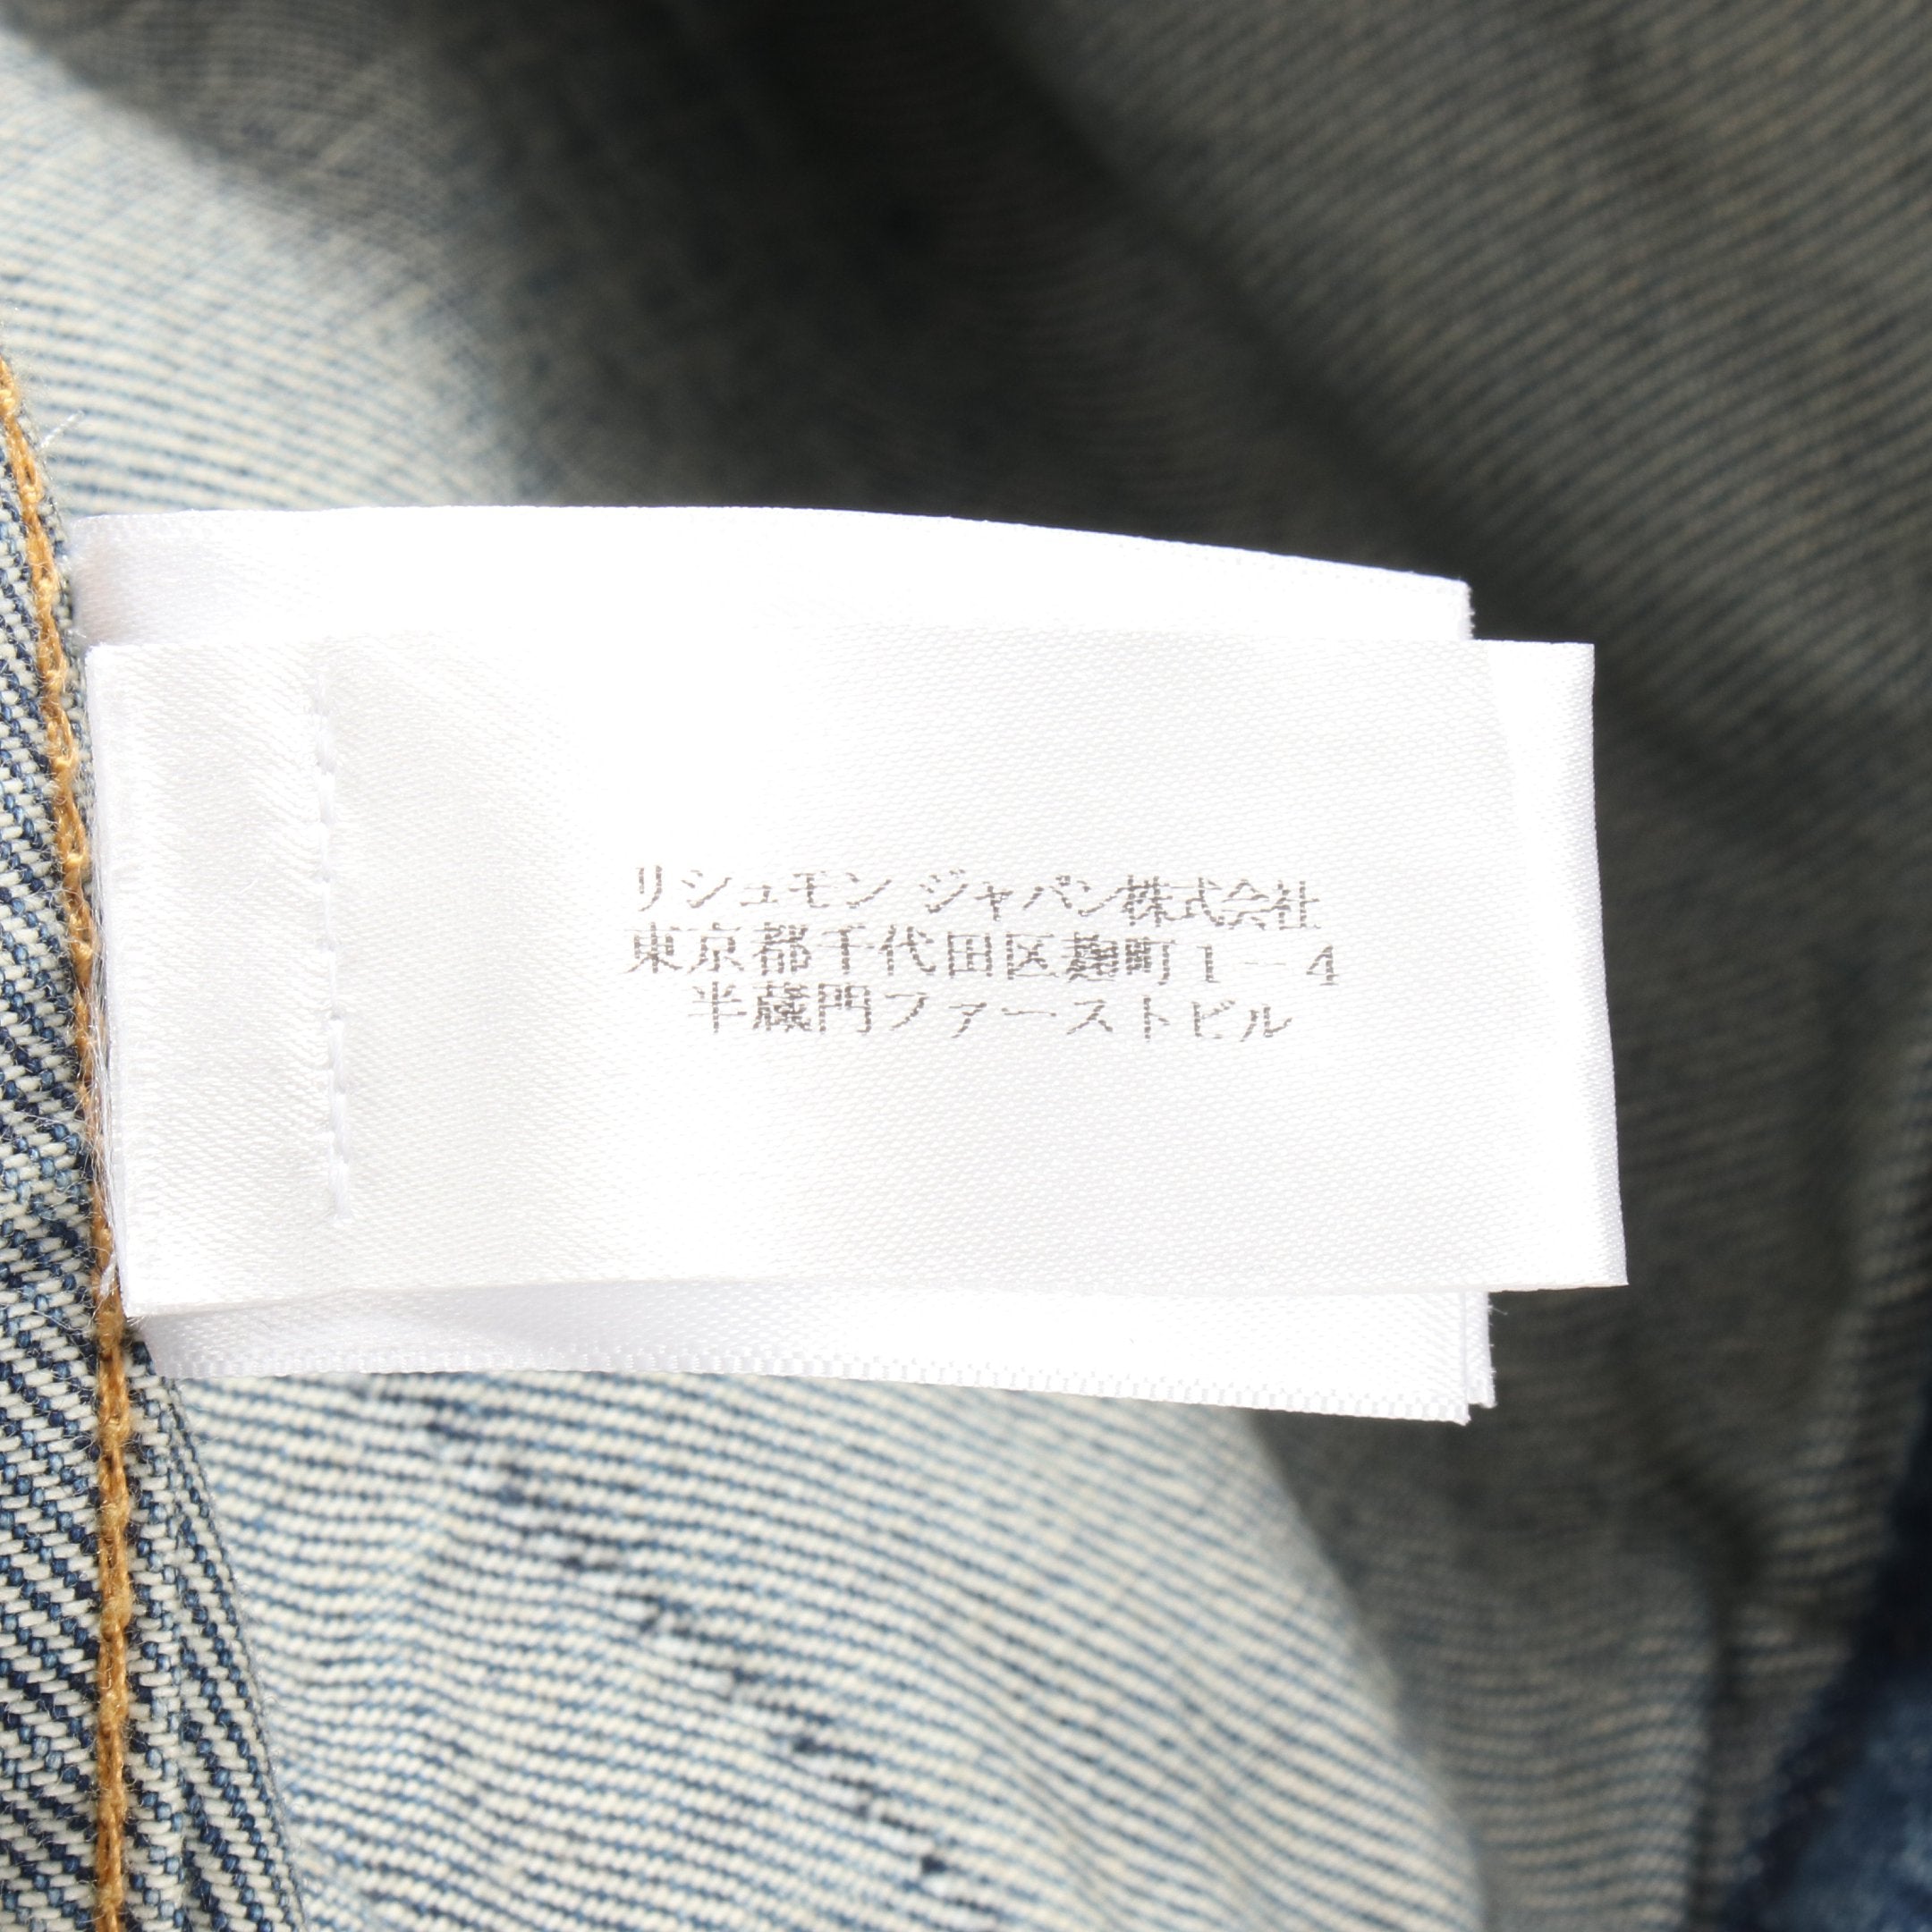 リシュモン ジャパン株式会社
東京都千代田区麹町1－4
半蔵門ファーストビル